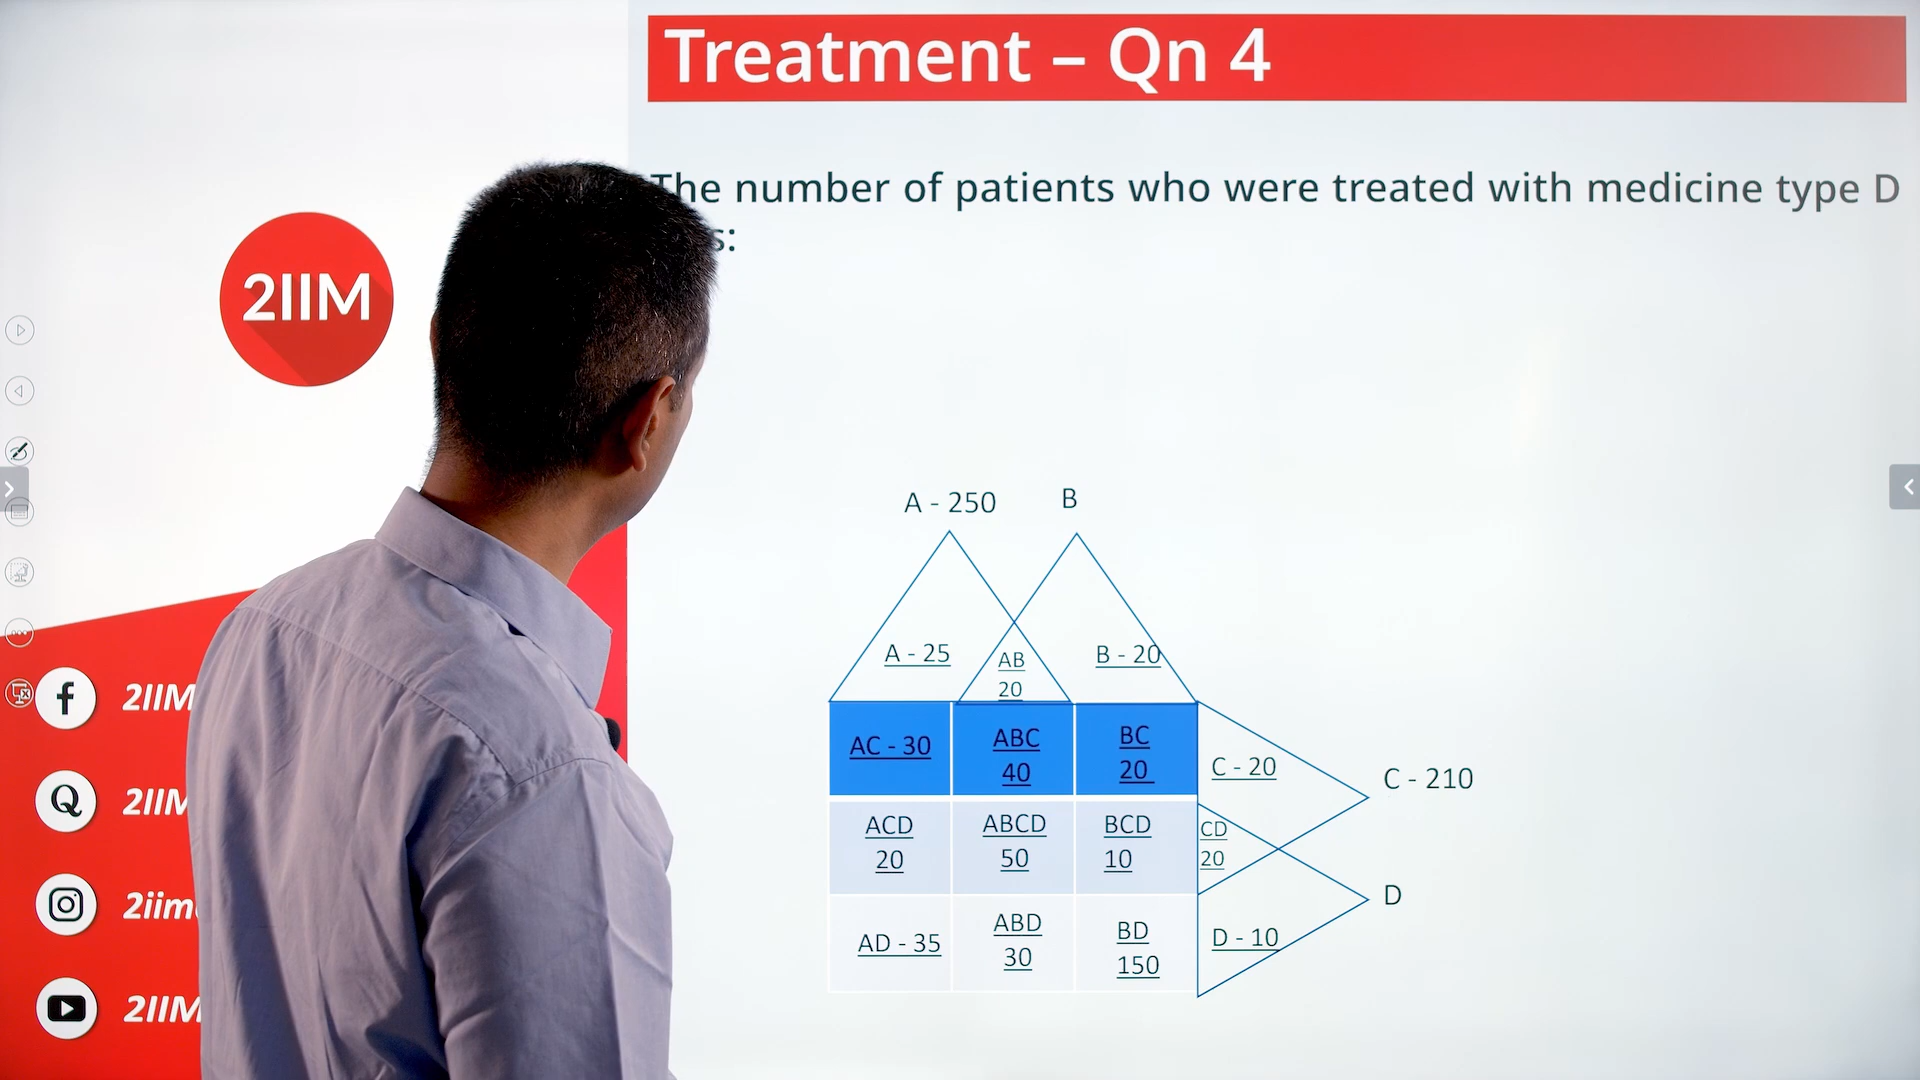 Treatment – Qn 4
The number of patients who were treated with medicine type D
s:
2IIM
A - 250
B
A - 25
AB
20
B - 20
AC - 30
ABC
40
BC
20
C - 20
C - 210
ACD
20
ABCD
50
BCD
10
CD
20
D
AD - 35
ABD
30
BD
150
D - 10
2IIM
2IIM
2iim
2IIM